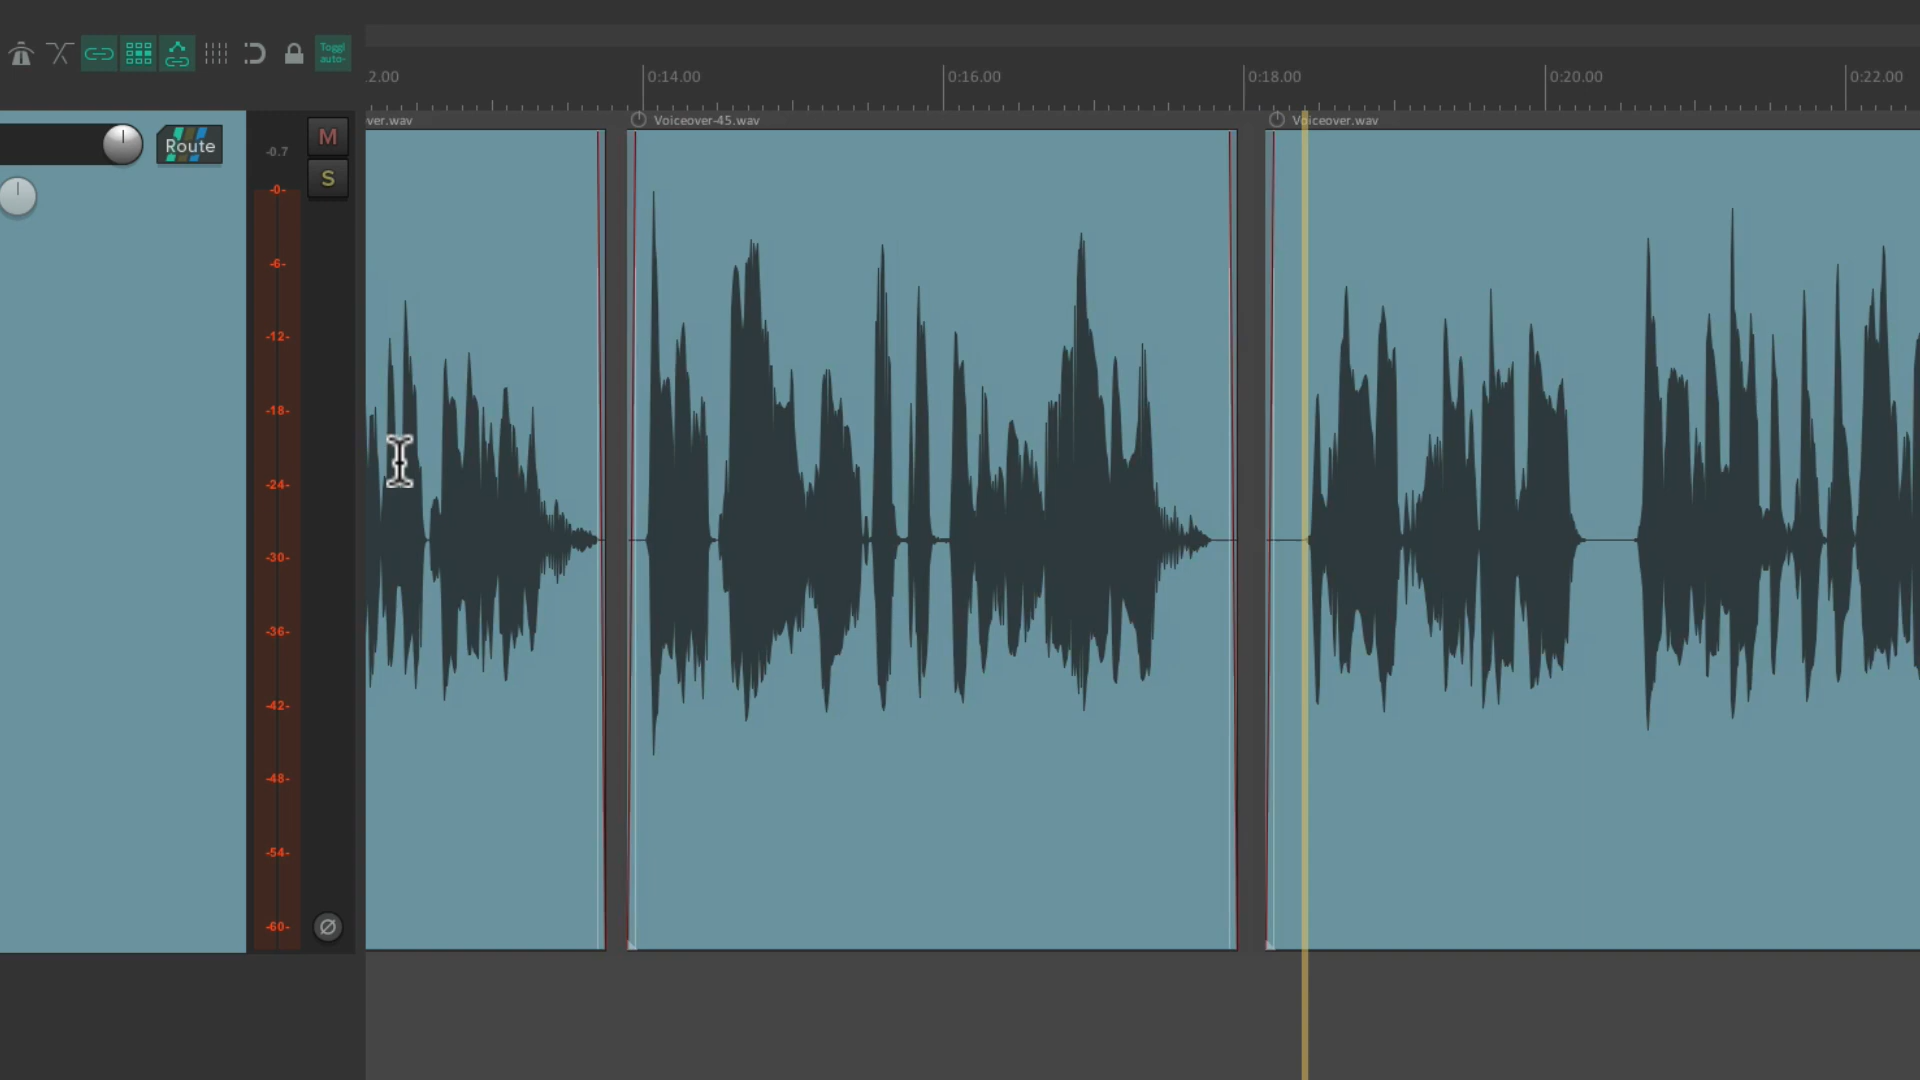 Toggl
auto-
2.00
0:14.00
0:16.00
0:18.00
0:20.00
0:22.00
ver.wav
Voiceover-45.wav
Voiceover.wav
Route
-0.7
M
S
-0-
-6-
-12-
-18-
-24-
-30-
-36-
-42-
-48-
-54-
-60-